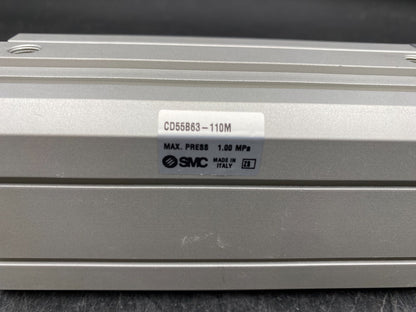 CD55B63-110M
MAX. PRESS 1.00 MPa
SMC MADE IN ITALY